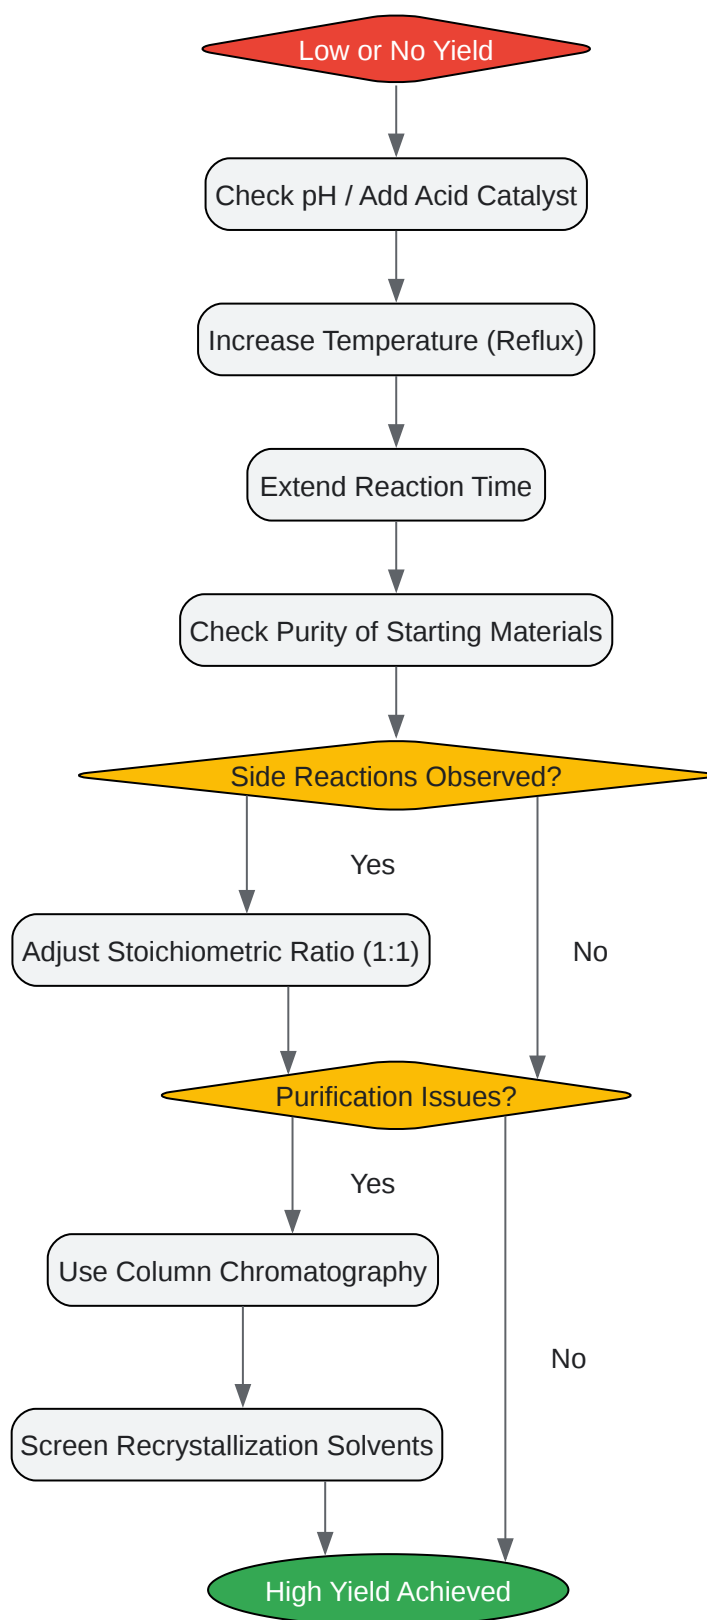 Low or No Yield
Check pH / Add Acid Catalyst
Increase Temperature (Reflux)
Extend Reaction Time
Check Purity of Starting Materials
Side Reactions Observed?
Yes
Adjust Stoichiometric Ratio (1:1)
No
Purification Issues?
Yes
Use Column Chromatography
No
Screen Recrystallization Solvents
High Yield Achieved